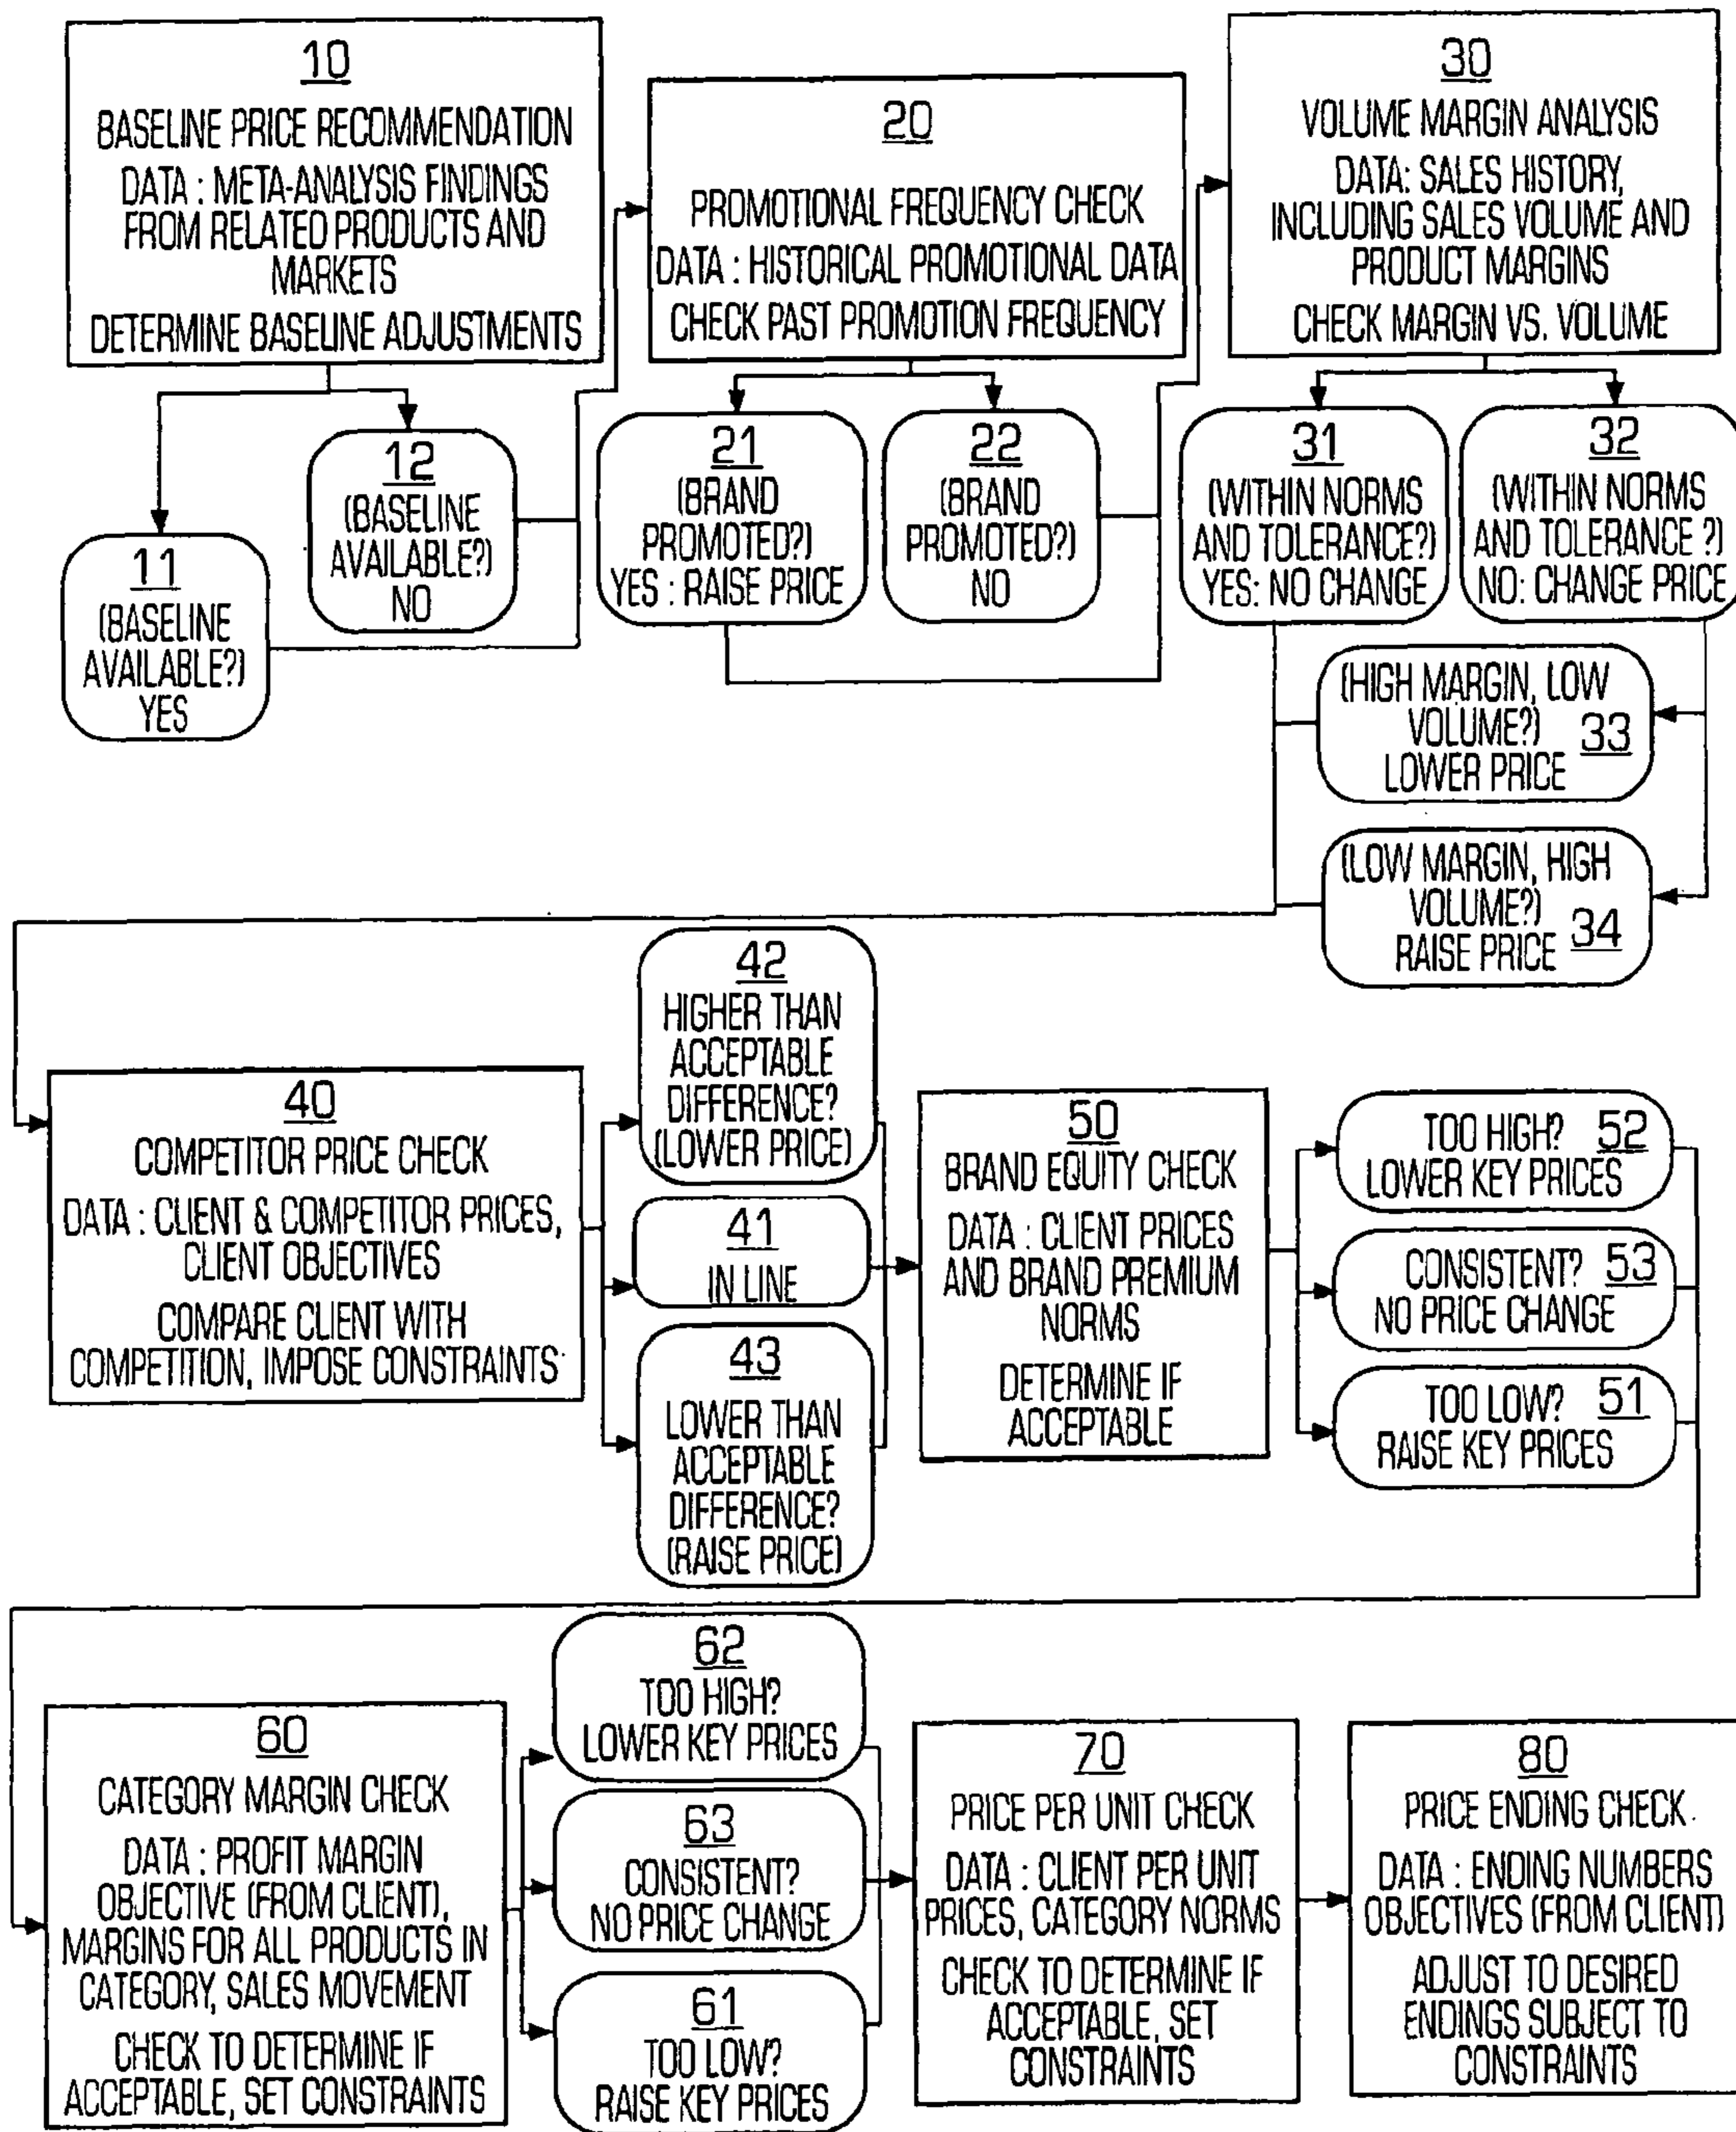 10
BASELINE PRICE RECOMMENDATION
DATA : META-ANALYSIS FINDINGS
FROM RELATED PRODUCTS AND
MARKETS
DETERMINE BASELINE ADJUSTMENTS
20
PROMOTIONAL FREQUENCY CHECK
DATA : HISTORICAL PROMOTIONAL DATA
CHECK PAST PROMOTION FREQUENCY
30
VOLUME MARGIN ANALYSIS
DATA: SALES HISTORY,
INCLUDING SALES VOLUME AND
PRODUCT MARGINS
CHECK MARGIN VS. VOLUME
11
(BASELINE
AVAILABLE?)
YES
12
(BASELINE
AVAILABLE?)
NO
21
(BRAND
PROMOTED?)
YES : RAISE PRICE
22
(BRAND
PROMOTED?)
NO
31
(WITHIN NORMS
AND TOLERANCE?)
YES: NO CHANGE
32
(WITHIN NORMS
AND TOLERANCE ?)
NO: CHANGE PRICE
(HIGH MARGIN, LOW
VOLUME?) 33
LOWER PRICE
(LOW MARGIN, HIGH
VOLUME?)
RAISE PRICE 34
40
COMPETITOR PRICE CHECK
DATA : CLIENT & COMPETITOR PRICES,
CLIENT OBJECTIVES
COMPARE CLIENT WITH
COMPETITION, IMPOSE CONSTRAINTS
42
HIGHER THAN
ACCEPTABLE
DIFFERENCE?
(LOWER PRICE)
41
IN LINE
43
LOWER THAN
ACCEPTABLE
DIFFERENCE?
(RAISE PRICE)
50
BRAND EQUITY CHECK
DATA : CLIENT PRICES
AND BRAND PREMIUM
NORMS
DETERMINE IF
ACCEPTABLE
TOO HIGH? 52
LOWER KEY PRICES
CONSISTENT? 53
NO PRICE CHANGE
TOO LOW? 51
RAISE KEY PRICES
60
CATEGORY MARGIN CHECK
DATA : PROFIT MARGIN
OBJECTIVE (FROM CLIENT),
MARGINS FOR ALL PRODUCTS IN
CATEGORY, SALES MOVEMENT
CHECK TO DETERMINE IF
ACCEPTABLE, SET CONSTRAINTS
62
TOO HIGH?
LOWER KEY PRICES
63
CONSISTENT?
NO PRICE CHANGE
61
TOO LOW?
RAISE KEY PRICES
70
PRICE PER UNIT CHECK
DATA : CLIENT PER UNIT
PRICES, CATEGORY NORMS
CHECK TO DETERMINE IF
ACCEPTABLE, SET
CONSTRAINTS
80
PRICE ENDING CHECK
DATA : ENDING NUMBERS
OBJECTIVES (FROM CLIENT)
ADJUST TO DESIRED
ENDINGS SUBJECT TO
CONSTRAINTS